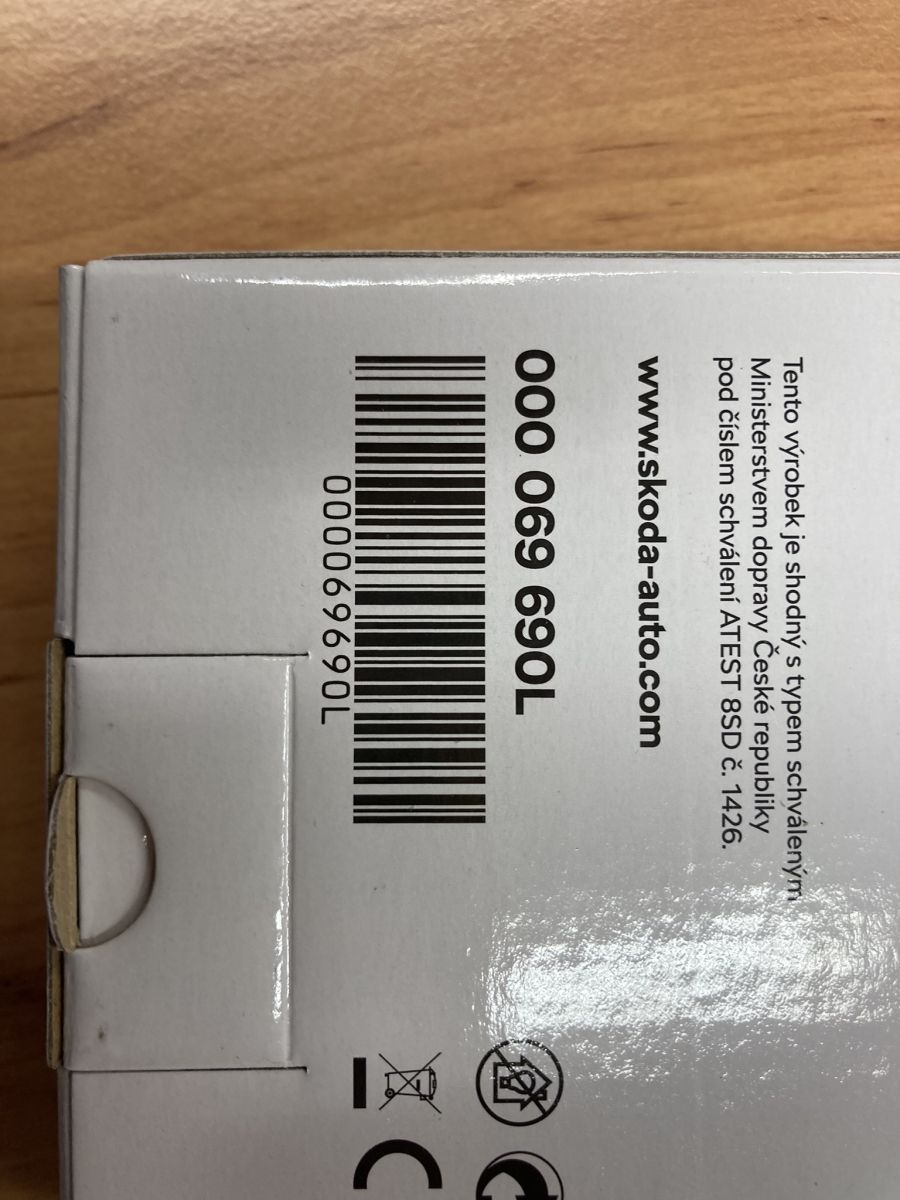 Tento výrobek je shodný s typem schváleným
Ministerstvem dopravy České republiky
pod číslem schválení ATEST 8SD č. 1426.
www.skoda-auto.com
000 069 690L
000069690L